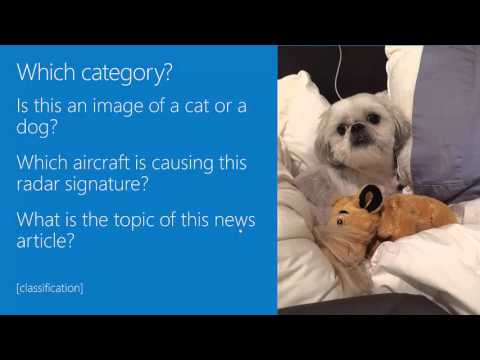 Which category?
Is this an image of a cat or a
dog?
Which aircraft is causing this
radar signature?
What is the topic of this news
article?
[classification]